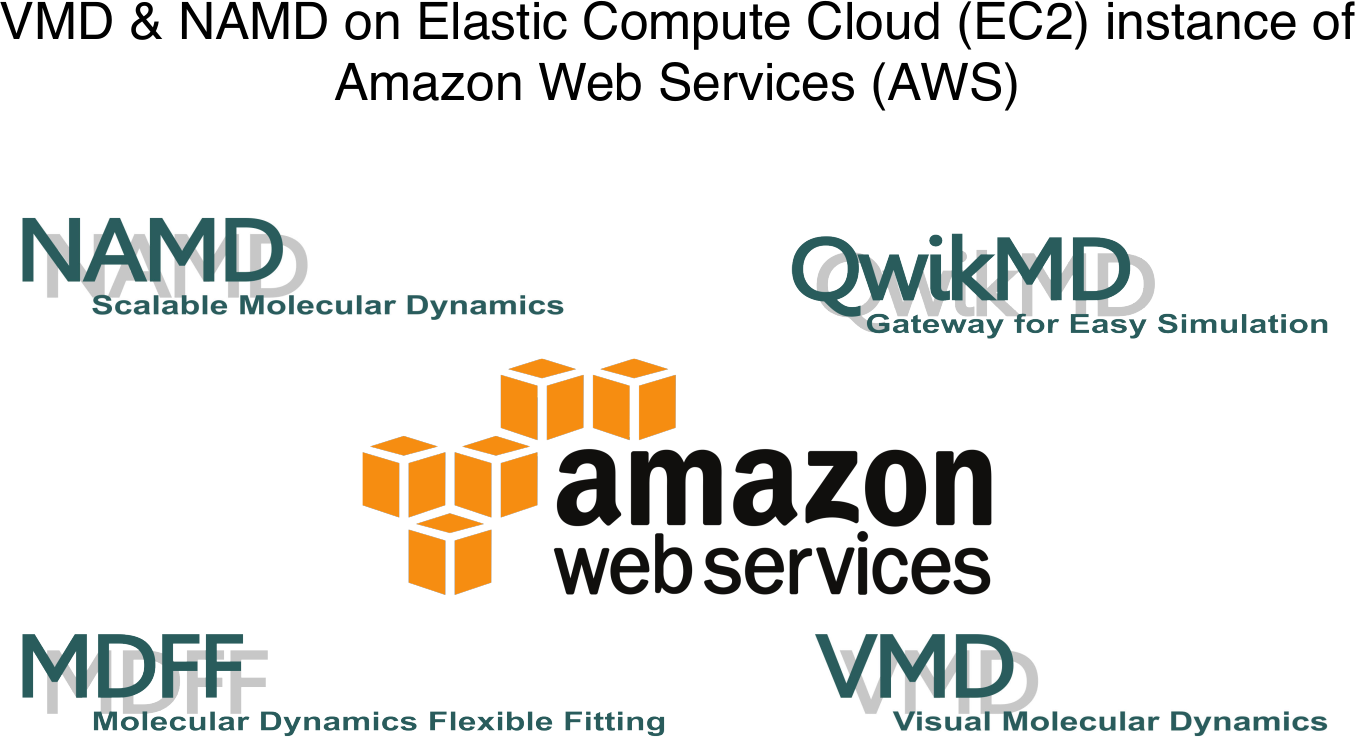 VMD & NAMD on Elastic Compute Cloud (EC2) instance of
Amazon Web Services (AWS)
NAMD
Scalable Molecular Dynamics
QwikMD
Gateway for Easy Simulation
amazon
web services
MDFF
Molecular Dynamics Flexible Fitting
VMD
Visual Molecular Dynamics